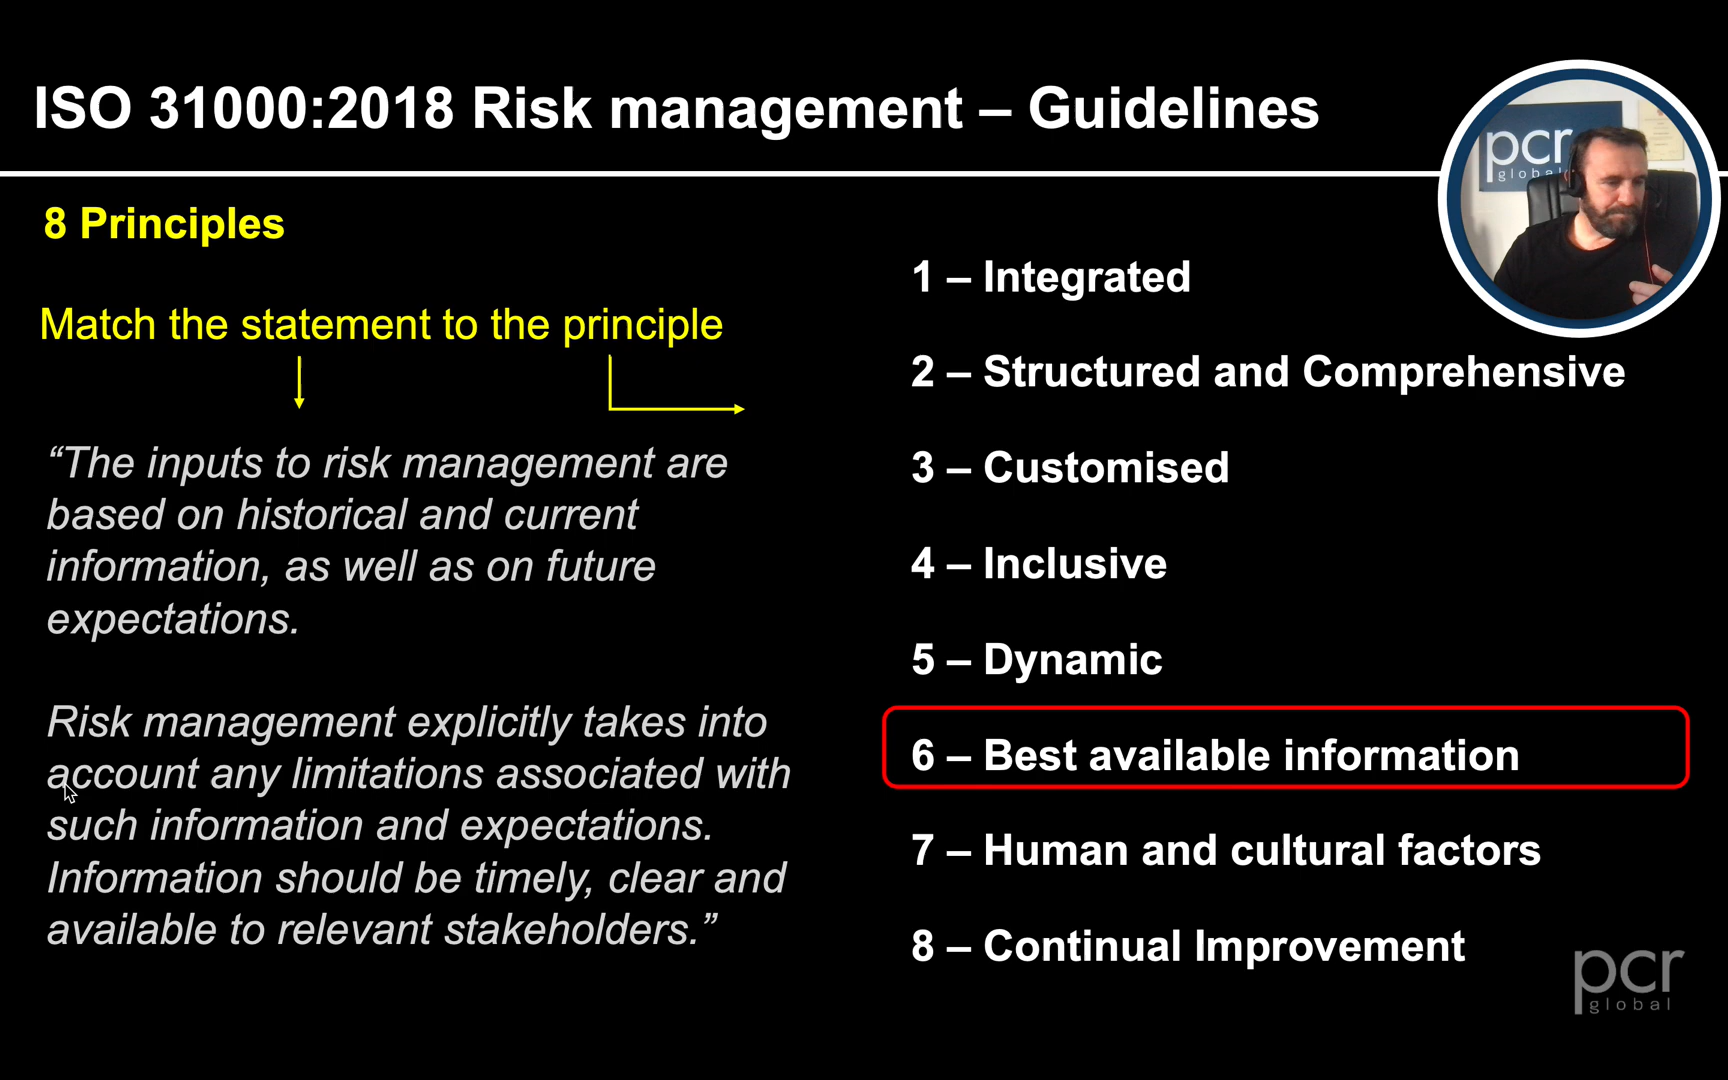 ISO 31000:2018 Risk management – Guidelines
pcr
global
8 Principles
Match the statement to the principle
“The inputs to risk management are
based on historical and current
information, as well as on future
expectations.
Risk management explicitly takes into
account any limitations associated with
such information and expectations.
Information should be timely, clear and
available to relevant stakeholders.”
1 – Integrated
2 – Structured and Comprehensive
3 – Customised
4 – Inclusive
5 – Dynamic
6 – Best available information
7 – Human and cultural factors
8 – Continual Improvement
pcr
global